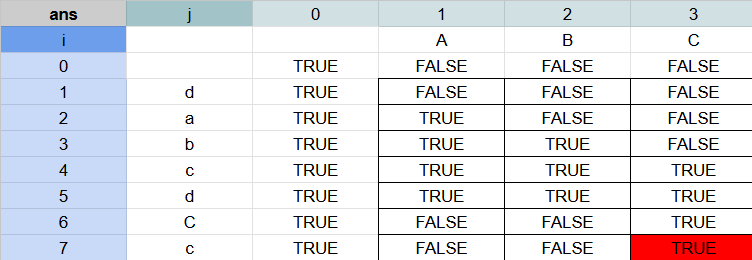 ans j 0 1 2 3
i A B C
0 TRUE FALSE FALSE FALSE
1 d TRUE FALSE FALSE FALSE
2 a TRUE TRUE FALSE FALSE
3 b TRUE TRUE TRUE FALSE
4 c TRUE TRUE TRUE TRUE
5 d TRUE TRUE TRUE TRUE
6 C TRUE FALSE FALSE TRUE
7 c TRUE FALSE FALSE TRUE